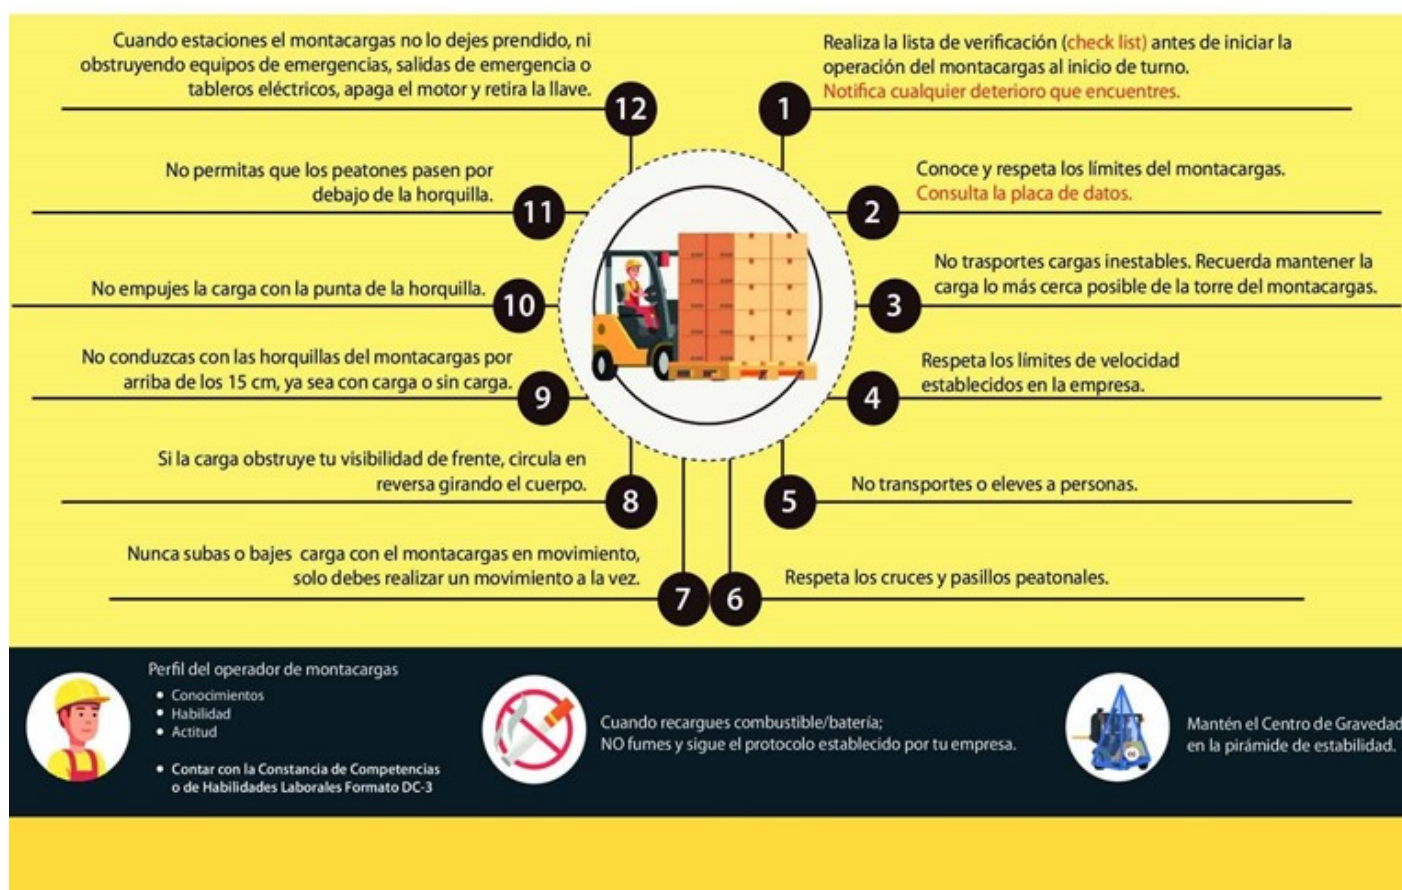 Realiza la lista de verificación (check list) antes de iniciar la
operación del montacargas al inicio de turno.
Notifica cualquier deterioro que encuentres.
1
Conoce y respeta los límites del montacargas.
Consulta la placa de datos.
2
No trasportes cargas inestables. Recuerda mantener la
carga lo más cerca posible de la torre del montacargas.
3
Respeta los límites de velocidad
establecidos en la empresa.
4
No transportes o eleves a personas.
5
Respeta los cruces y pasillos peatonales.
6
Nunca subas o bajes carga con el montacargas en movimiento,
solo debes realizar un movimiento a la vez.
7
Si la carga obstruye tu visibilidad de frente, circula en
reversa girando el cuerpo.
8
No conduzcas con las horquillas del montacargas por
arriba de los 15 cm, ya sea con carga o sin carga.
9
No empujes la carga con la punta de la horquilla.
10
No permitas que los peatones pasen por
debajo de la horquilla.
11
Cuando estaciones el montacargas no lo dejes prendido, ni
obstruyendo equipos de emergencias, salidas de emergencia o
tableros eléctricos, apaga el motor y retira la llave.
12
Perfil del operador de montacargas
• Conocimientos
• Habilidad
• Actitud
• Contar con la Constancia de Competencias
o de Habilidades Laborales Formato DC-3
Cuando recargues combustible/batería;
NO fumes y sigue el protocolo establecido por tu empresa.
Mantén el Centro de Gravedad
en la pirámide de estabilidad.